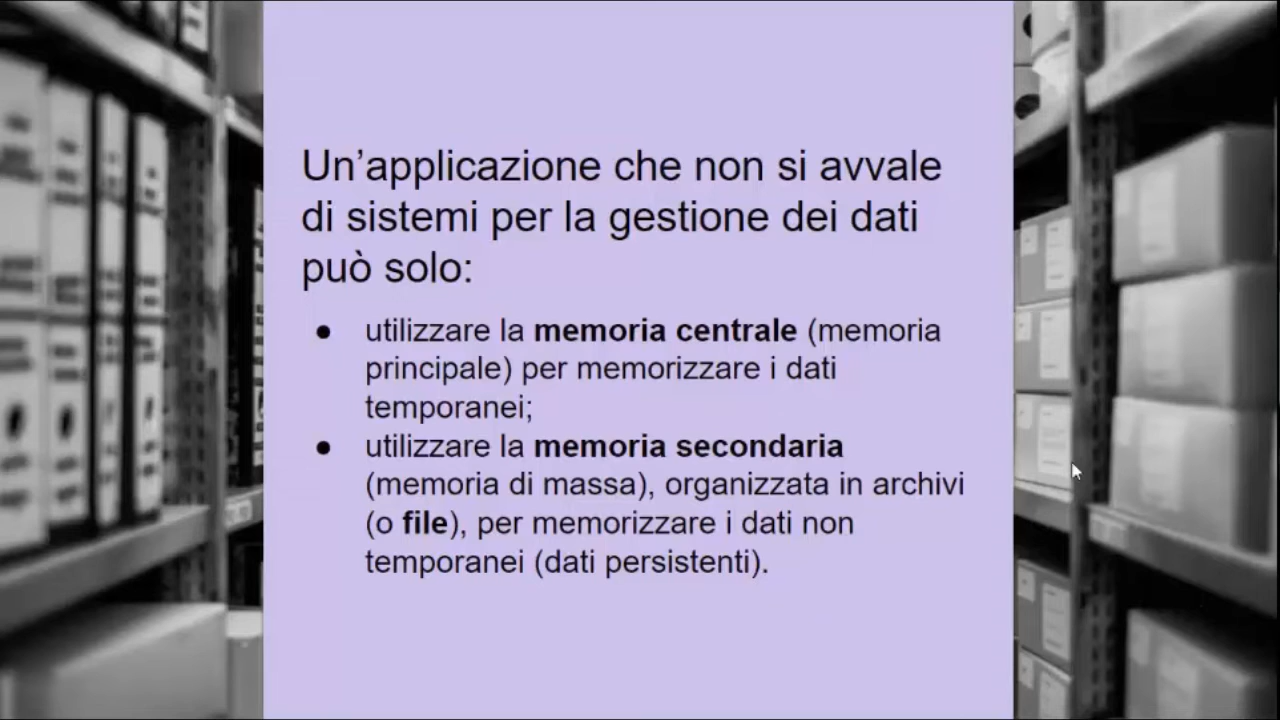 Un’applicazione che non si avvale
di sistemi per la gestione dei dati
può solo:
● utilizzare la memoria centrale (memoria
principale) per memorizzare i dati
temporanei;
● utilizzare la memoria secondaria
(memoria di massa), organizzata in archivi
(o file), per memorizzare i dati non
temporanei (dati persistenti).